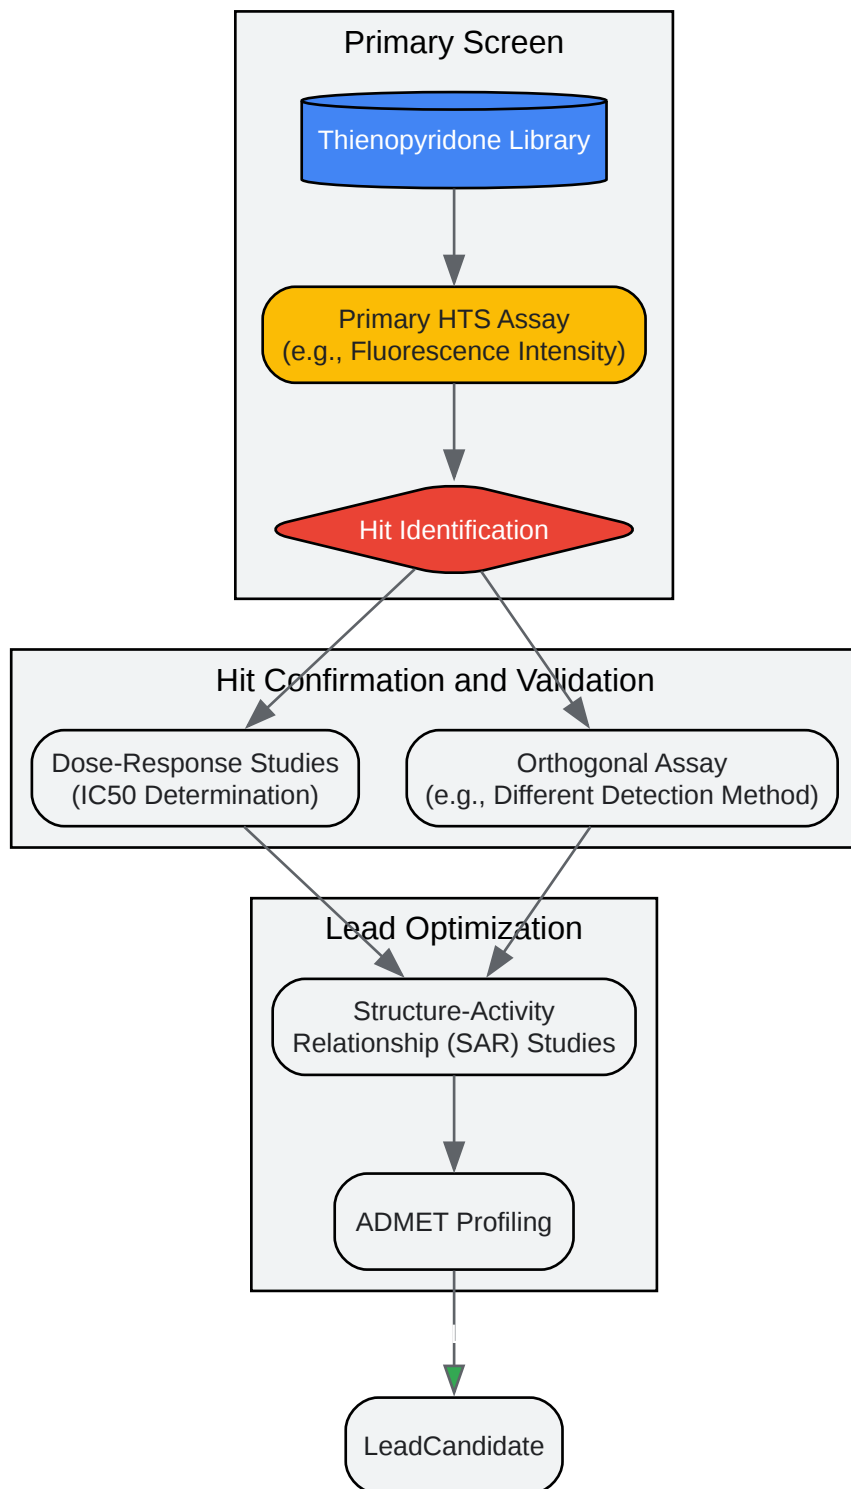 Primary Screen
Thienopyridone Library
Primary HTS Assay
(e.g., Fluorescence Intensity)
Hit Identification
Hit Confirmation and Validation
Dose-Response Studies
(IC50 Determination)
Orthogonal Assay
(e.g., Different Detection Method)
Lead Optimization
Structure-Activity
Relationship (SAR) Studies
ADMET Profiling
LeadCandidate